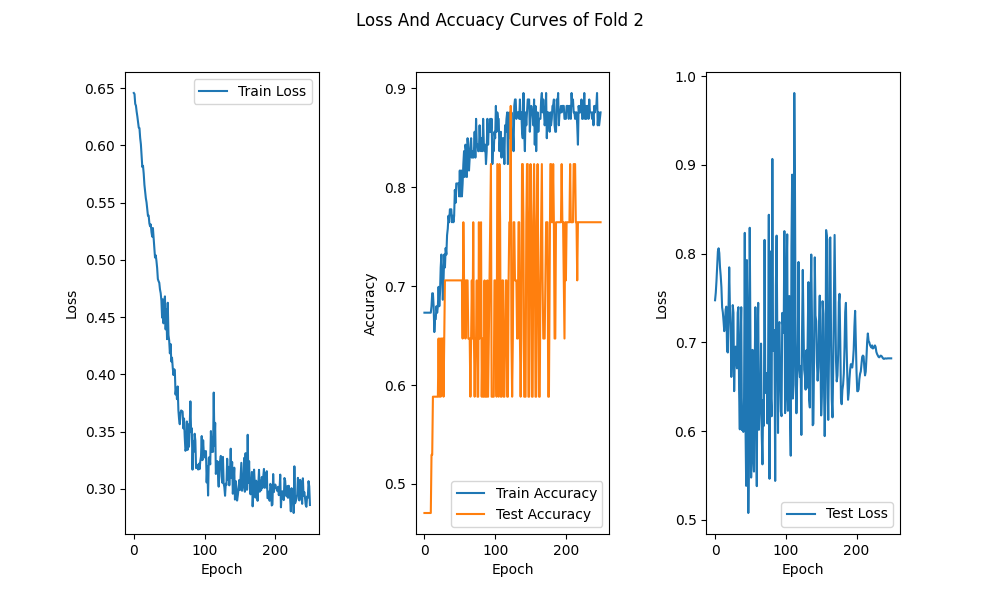 Loss And Accuacy Curves of Fold 2
0.65
0.60
0.55
0.50
0.45
0.40
0.35
0.30
Loss
Train Loss
0
100
200
Epoch
0.9
0.8
0.7
0.6
0.5
Accuracy
Train Accuracy
Test Accuracy
0
100
200
Epoch
1.0
0.9
0.8
0.7
0.6
0.5
Loss
Test Loss
0
100
200
Epoch